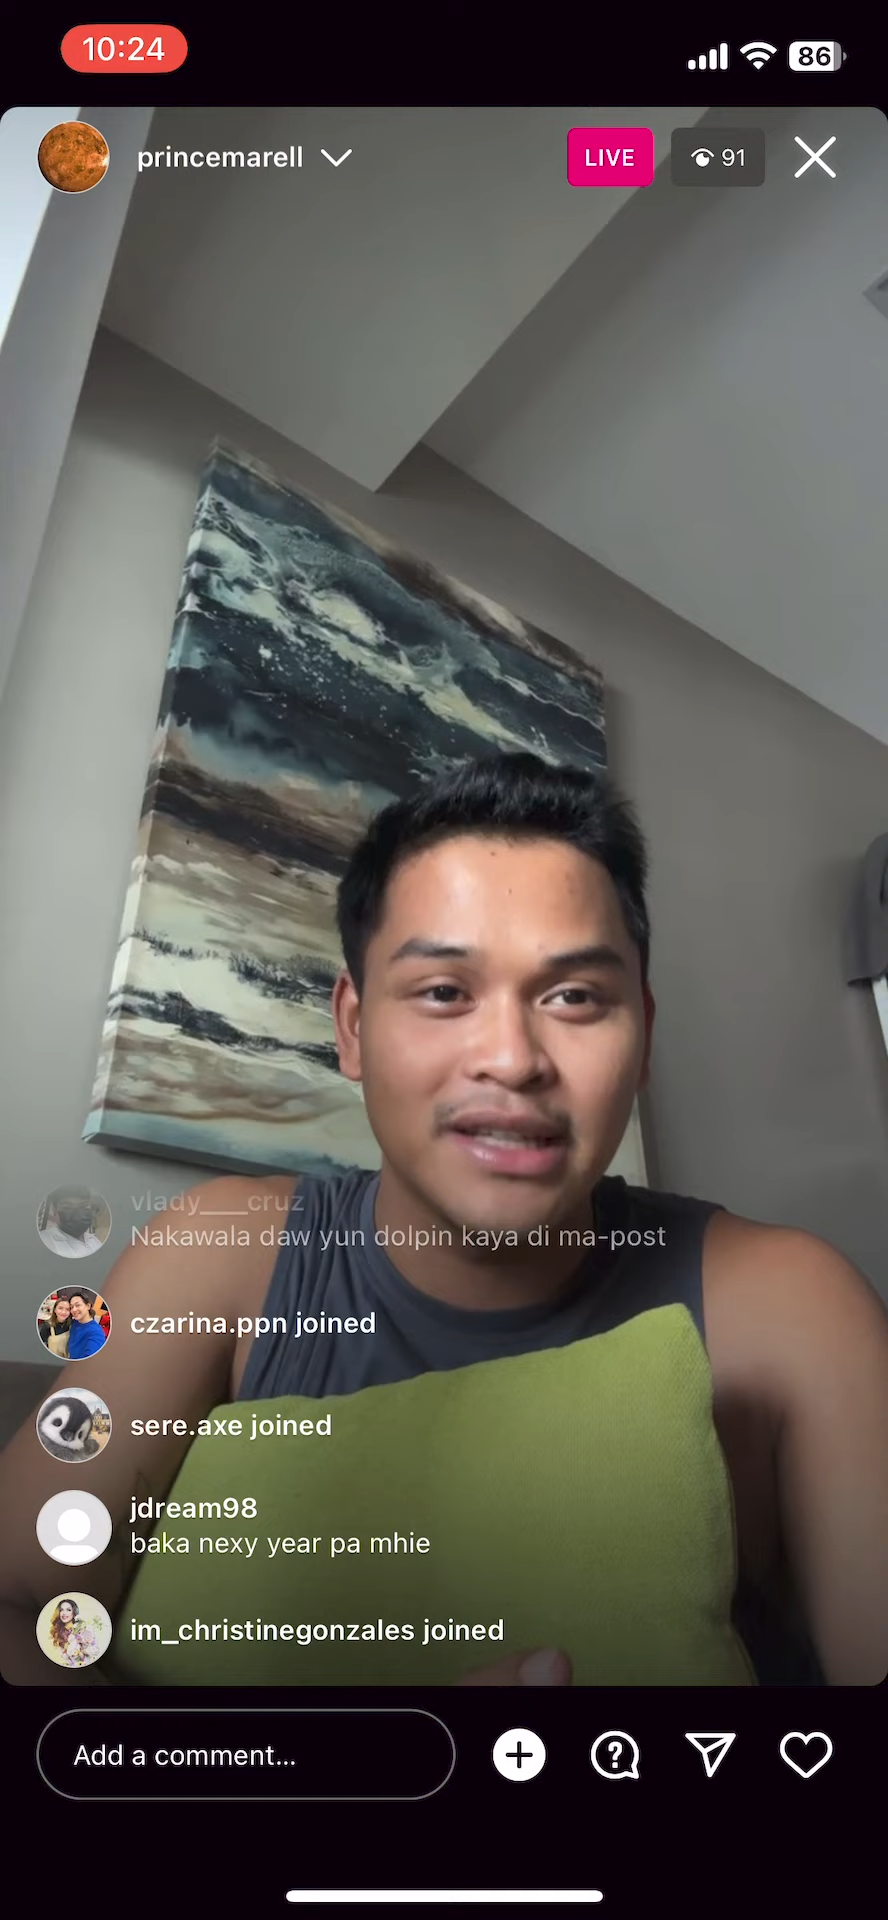 10:24
86
princemarell
LIVE
91
vlady___cruz
Nakawala daw yun dolpin kaya di ma-post
czarina.ppn joined
sere.axe joined
jdream98
baka nexy year pa mhie
im_christinegonzales joined
Add a comment...